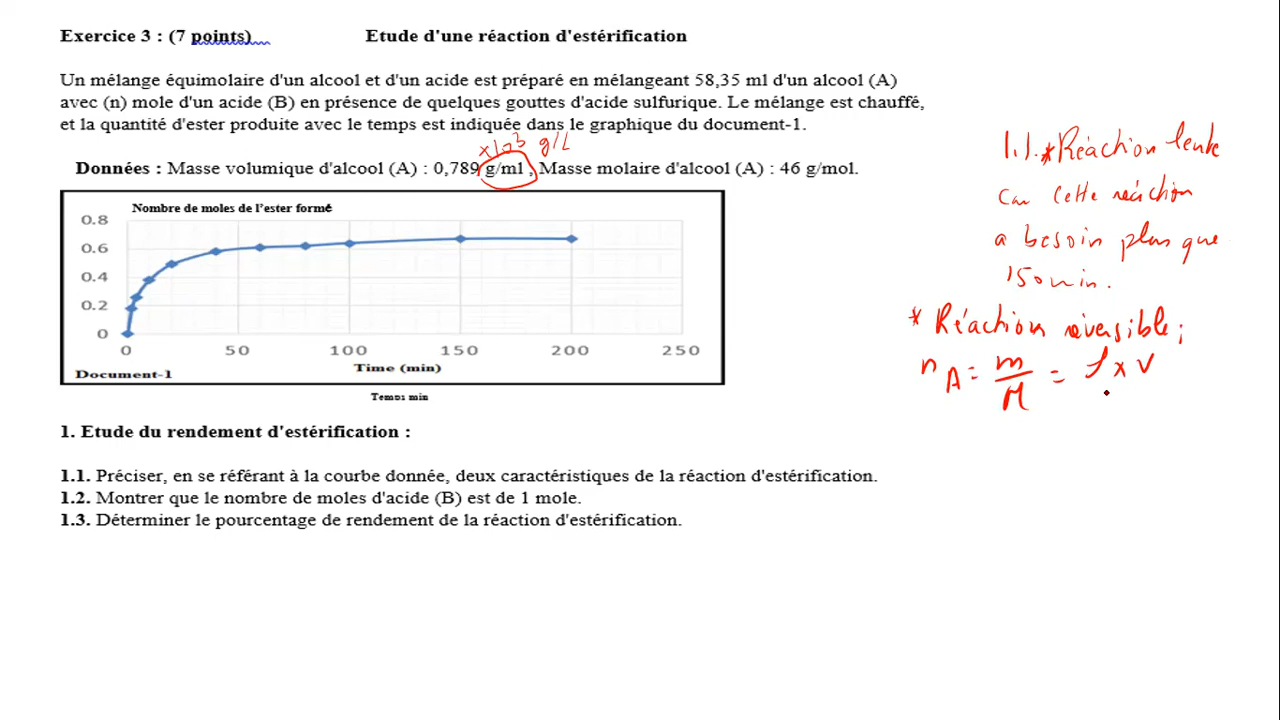 Exercice 3 : (7 points) Etude d'une réaction d'estérification
Un mélange équimolaire d'un alcool et d'un acide est préparé en mélangeant 58,35 ml d'un alcool (A)
avec (n) mole d'un acide (B) en présence de quelques gouttes d'acide sulfurique. Le mélange est chauffé,
et la quantité d'ester produite avec le temps est indiquée dans le graphique du document-1.
×10³ g/L
Données : Masse volumique d'alcool (A) : 0,789 g/ml , Masse molaire d'alcool (A) : 46 g/mol.
Nombre de moles de l'ester formé
0.8
0.6
0.4
0.2
0
0 50 100 150 200 250
Time (min)
Document-1
Temps min
1. Etude du rendement d'estérification :
1.1. Préciser, en se référant à la courbe donnée, deux caractéristiques de la réaction d'estérification.
1.2. Montrer que le nombre de moles d'acide (B) est de 1 mole.
1.3. Déterminer le pourcentage de rendement de la réaction d'estérification.
1.1. * Réaction lente
car cette réaction
a besoin plus que
150 min.
* Réaction réversible ;
nA = m/M = ρ × V